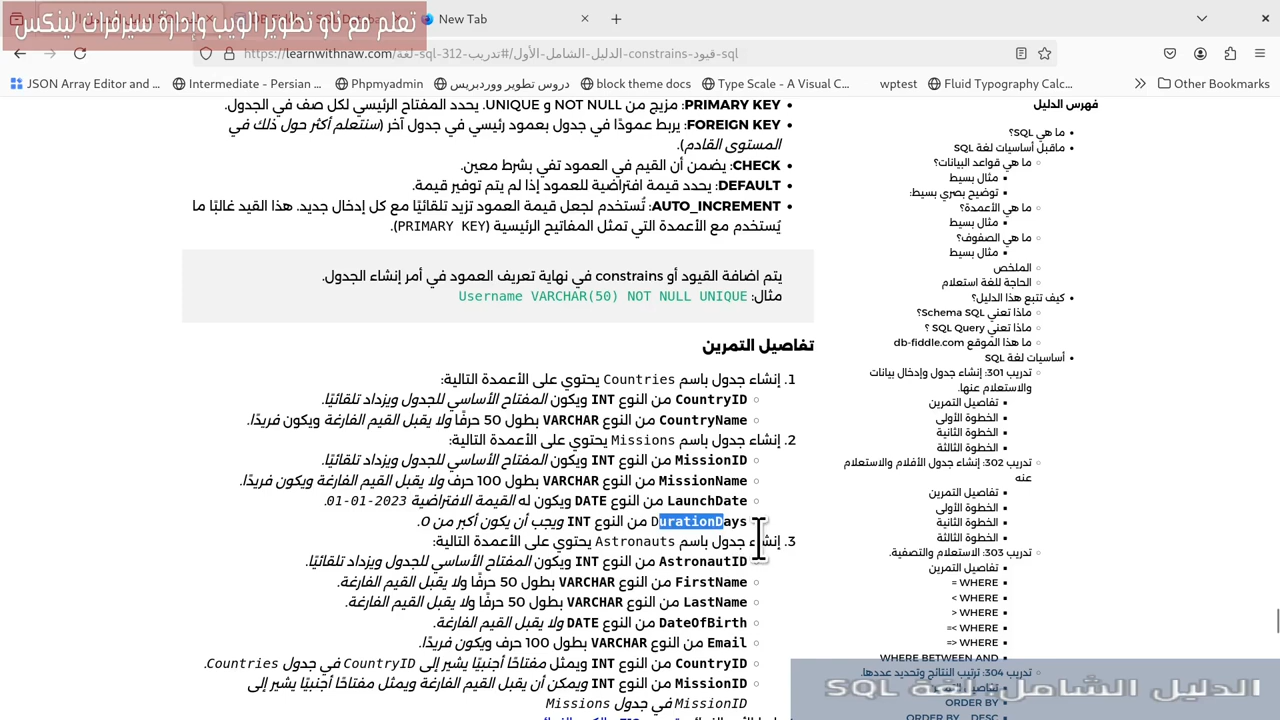 تعلم مع ناو تطوير الويب وإدارة سيرفرات لينكس
New Tab
https://learnwithnaw.com/لغة-sql-الدليل-الشامل-الأول/#تدريب-312-قيود-constrains-sql
JSON Array Editor and ...
Intermediate - Persian ...
Phpmyadmin
دروس تطوير ووردبريس
block theme docs
Type Scale - A Visual C...
wptest
Fluid Typography Calc...
Other Bookmarks
PRIMARY KEY: مزيج من NOT NULL و UNIQUE. يحدد المفتاح الرئيسي لكل صف في الجدول.
FOREIGN KEY: يربط عمودًا في جدول بعمود رئيسي في جدول آخر (سنتعلم أكثر حول ذلك في
المستوى القادم).
CHECK: يضمن أن القيم في العمود تفي بشرط معين.
DEFAULT: يحدد قيمة افتراضية للعمود إذا لم يتم توفير قيمة.
AUTO_INCREMENT: تُستخدم لجعل قيمة العمود تزيد تلقائيًا مع كل إدخال جديد. هذا القيد غالبًا ما
يُستخدم مع الأعمدة التي تمثل المفاتيح الرئيسية (PRIMARY KEY).
يتم اضافة القيود أو constrains في نهاية تعريف العمود في أمر إنشاء الجدول.
مثال: Username VARCHAR(50) NOT NULL UNIQUE
تفاصيل التمرين
1. إنشاء جدول باسم Countries يحتوي على الأعمدة التالية:
CountryID من النوع INT ويكون المفتاح الأساسي للجدول ويزداد تلقائيًا.
CountryName من النوع VARCHAR بطول 50 حرفًا ولا يقبل القيم الفارغة ويكون فريدًا.
2. إنشاء جدول باسم Missions يحتوي على الأعمدة التالية:
MissionID من النوع INT ويكون المفتاح الأساسي للجدول ويزداد تلقائيًا.
MissionName من النوع VARCHAR بطول 100 حرف ولا يقبل القيم الفارغة ويكون فريدًا.
LaunchDate من النوع DATE ويكون له القيمة الافتراضية 2023-01-01.
DurationDays من النوع INT ويجب أن يكون أكبر من 0.
3. إنشاء جدول باسم Astronauts يحتوي على الأعمدة التالية:
AstronautID من النوع INT ويكون المفتاح الأساسي للجدول ويزداد تلقائيًا.
FirstName من النوع VARCHAR بطول 50 حرفًا ولا يقبل القيم الفارغة.
LastName من النوع VARCHAR بطول 50 حرفًا ولا يقبل القيم الفارغة.
DateOfBirth من النوع DATE ولا يقبل القيم الفارغة.
Email من النوع VARCHAR بطول 100 حرف ويكون فريدًا.
CountryID من النوع INT ويمثل مفتاحًا أجنبيًا يشير إلى CountryID في جدول Countries.
MissionID من النوع INT ويمكن أن يقبل القيم الفارغة ويمثل مفتاحًا أجنبيًا يشير إلى
MissionID في جدول Missions
فهرس الدليل
ما هي SQL؟
ماقبل أساسيات لغة SQL
ما هي قواعد البيانات؟
مثال بسيط
توضيح بصري بسيط:
ما هي الأعمدة؟
مثال بسيط
ما هي الصفوف؟
مثال بسيط
الملخص
الحاجة للغة استعلام
كيف تتبع هذا الدليل؟
ماذا تعني Schema SQL؟
ماذا تعني SQL Query ؟
ما هذا الموقع db-fiddle.com
أساسيات لغة SQL
تدريب 301: إنشاء جدول وإدخال بيانات
والاستعلام عنها.
تفاصيل التمرين
الخطوة الأولى
الخطوة الثانية
الخطوة الثالثة
تدريب 302: إنشاء جدول الأفلام والاستعلام
عنه
تفاصيل التمرين
الخطوة الأولى
الخطوة الثانية
الخطوة الثالثة
تدريب 303: الاستعلام والتصفية.
تفاصيل التمرين
WHERE =
WHERE >
WHERE <
WHERE >=
WHERE <=
WHERE BETWEEN AND
تدريب 304: ترتيب النتائج وتحديد عددها.
ORDER BY
ORDER BY DESC
الدليل الشامل: لغة SQL